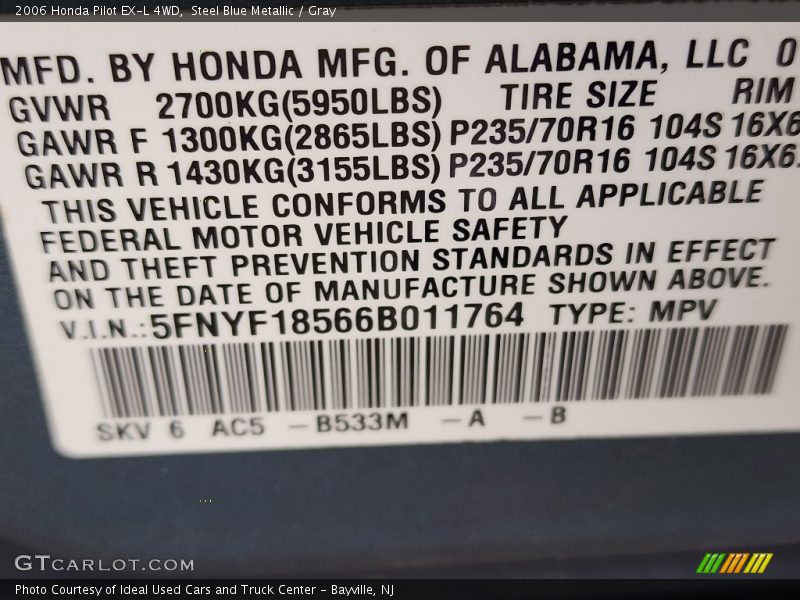 2006 Honda Pilot EX-L 4WD, Steel Blue Metallic / Gray
MFD. BY HONDA MFG. OF ALABAMA, LLC 0
GVWR 2700KG(5950LBS) TIRE SIZE RIM
GAWR F 1300KG(2865LBS) P235/70R16 104S 16X6
GAWR R 1430KG(3155LBS) P235/70R16 104S 16X6.
THIS VEHICLE CONFORMS TO ALL APPLICABLE
FEDERAL MOTOR VEHICLE SAFETY
AND THEFT PREVENTION STANDARDS IN EFFECT
ON THE DATE OF MANUFACTURE SHOWN ABOVE.
V.I.N.:5FNYF18566B011764 TYPE: MPV
SKV 6 AC5 -B533M -A -B
GTCARLOT.COM
Photo Courtesy of Ideal Used Cars and Truck Center - Bayville, NJ